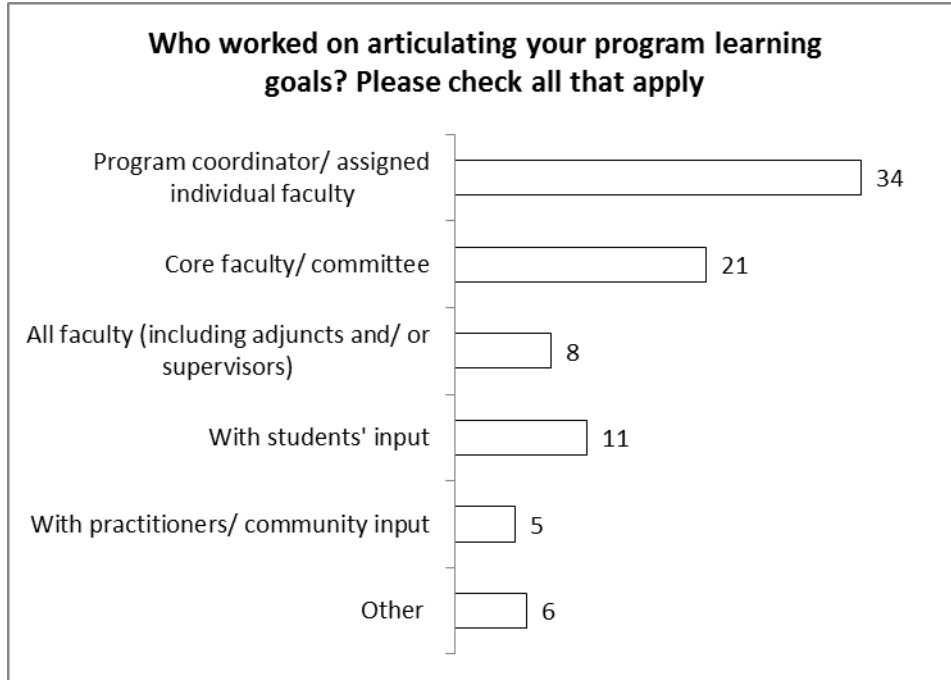 Who worked on articulating your program learning
goals? Please check all that apply
Program coordinator/ assigned
individual faculty
34
Core faculty/ committee
21
All faculty (including adjuncts and/ or
supervisors)
8
With students' input
11
With practitioners/ community input
5
Other
6